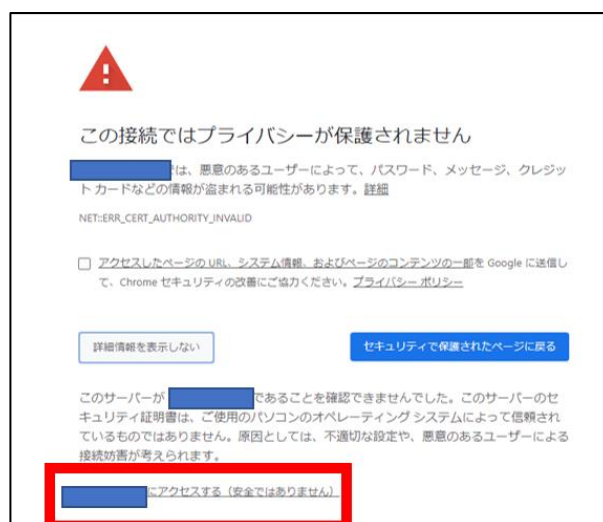 この接続ではプライバシーが保護されません
では、悪意のあるユーザーによって、パスワード、メッセージ、クレジッ
ト カードなどの情報が盗まれる可能性があります。詳細
NET::ERR_CERT_AUTHORITY_INVALID
アクセスしたページの URL、システム情報、およびページのコンテンツの一部を Google に送信し
て、Chrome セキュリティの改善にご協力ください。プライバシー ポリシー
詳細情報を表示しない
セキュリティで保護されたページに戻る
このサーバーが であることを確認できませんでした。このサーバーのセ
キュリティ証明書は、ご使用のパソコンのオペレーティング システムによって信頼され
ているものではありません。原因としては、不適切な設定や、悪意のあるユーザーによる
接続妨害が考えられます。
にアクセスする（安全ではありません）